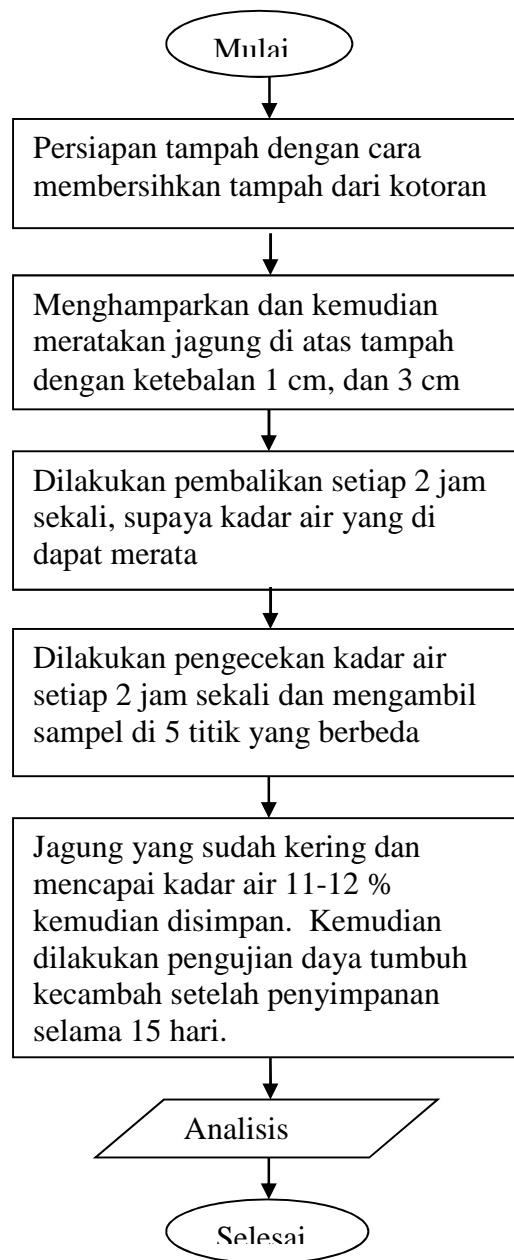 Mulai
Persiapan tampah dengan cara
membersihkan tampah dari kotoran
Menghamparkan dan kemudian
meratakan jagung di atas tampah
dengan ketebalan 1 cm, dan 3 cm
Dilakukan pembalikan setiap 2 jam
sekali, supaya kadar air yang di
dapat merata
Dilakukan pengecekan kadar air
setiap 2 jam sekali dan mengambil
sampel di 5 titik yang berbeda
Jagung yang sudah kering dan
mencapai kadar air 11-12 %
kemudian disimpan.  Kemudian
dilakukan pengujian daya tumbuh
kecambah setelah penyimpanan
selama 15 hari.
Analisis
Selesai